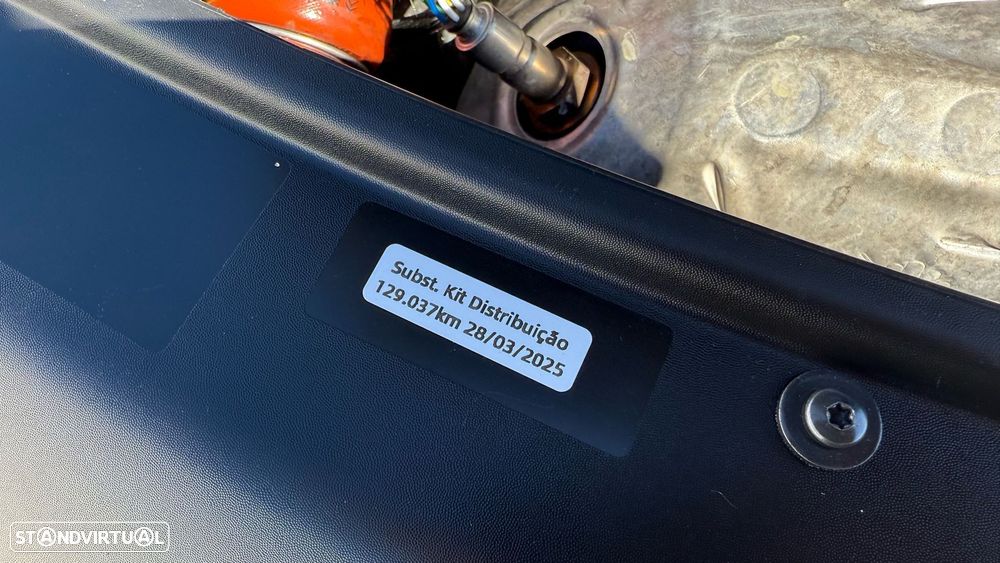 Subst. Kit Distribuição
129.037km 28/03/2025
STANDVIRTUAL